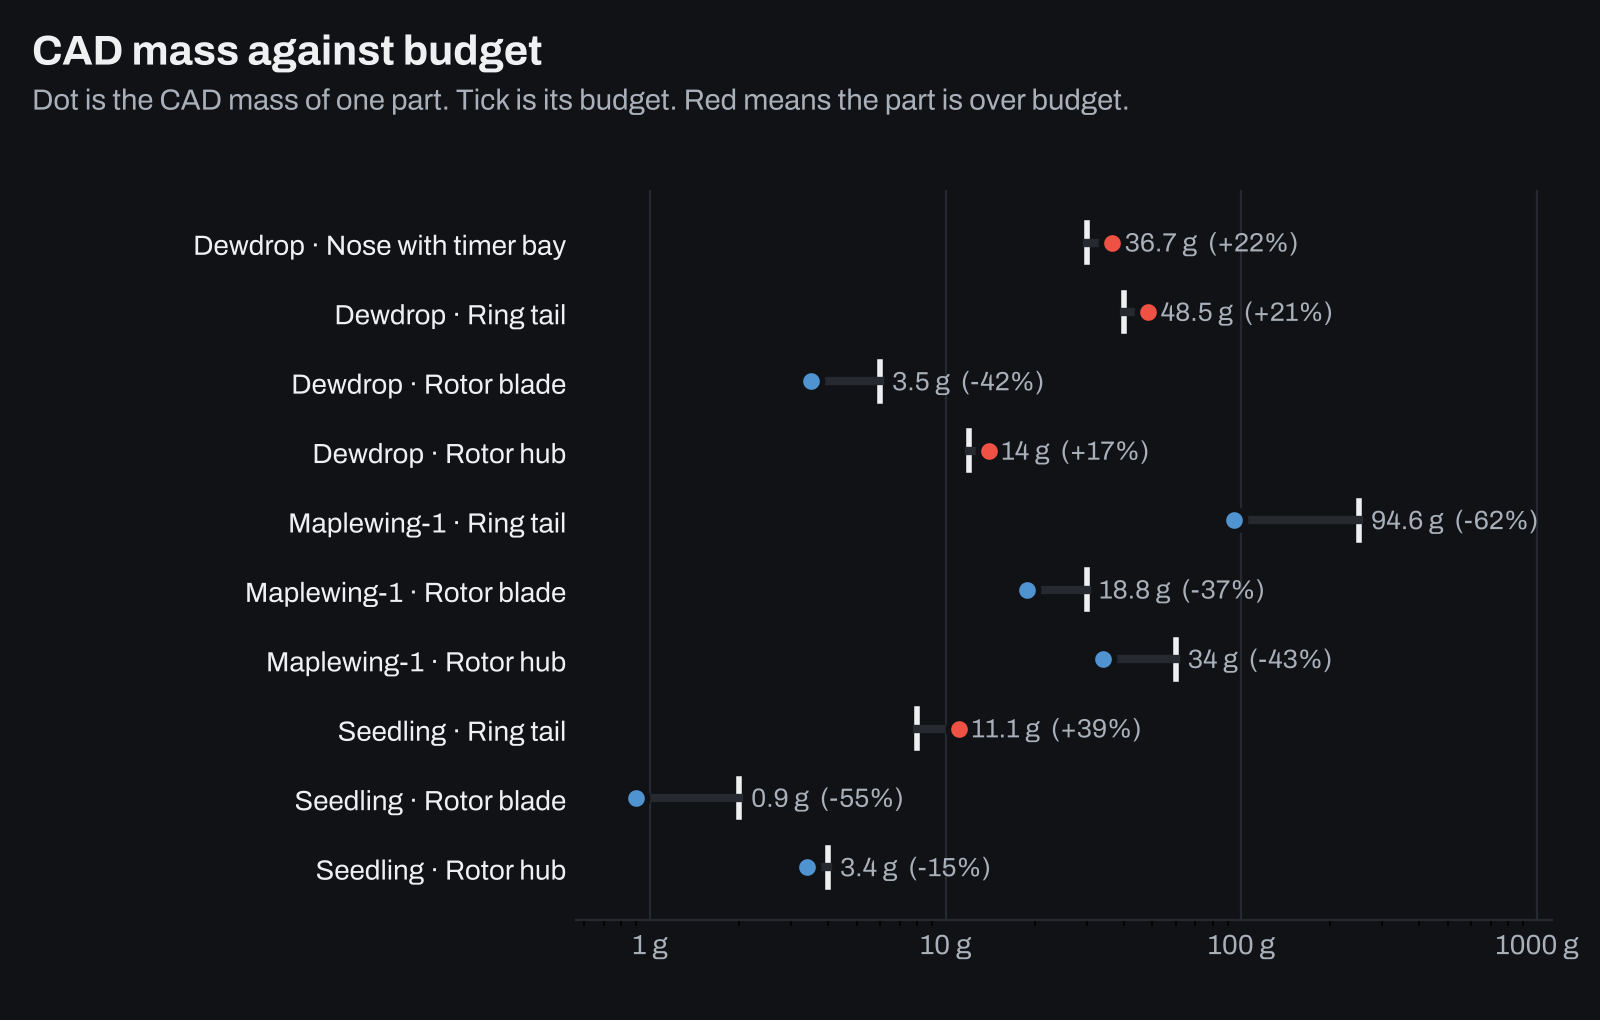 CAD mass against budget
Dot is the CAD mass of one part. Tick is its budget. Red means the part is over budget.
Dewdrop · Nose with timer bay 36.7 g (+22%)
Dewdrop · Ring tail 48.5 g (+21%)
Dewdrop · Rotor blade 3.5 g (-42%)
Dewdrop · Rotor hub 14 g (+17%)
Maplewing-1 · Ring tail 94.6 g (-62%)
Maplewing-1 · Rotor blade 18.8 g (-37%)
Maplewing-1 · Rotor hub 34 g (-43%)
Seedling · Ring tail 11.1 g (+39%)
Seedling · Rotor blade 0.9 g (-55%)
Seedling · Rotor hub 3.4 g (-15%)
1 g 10 g 100 g 1000 g